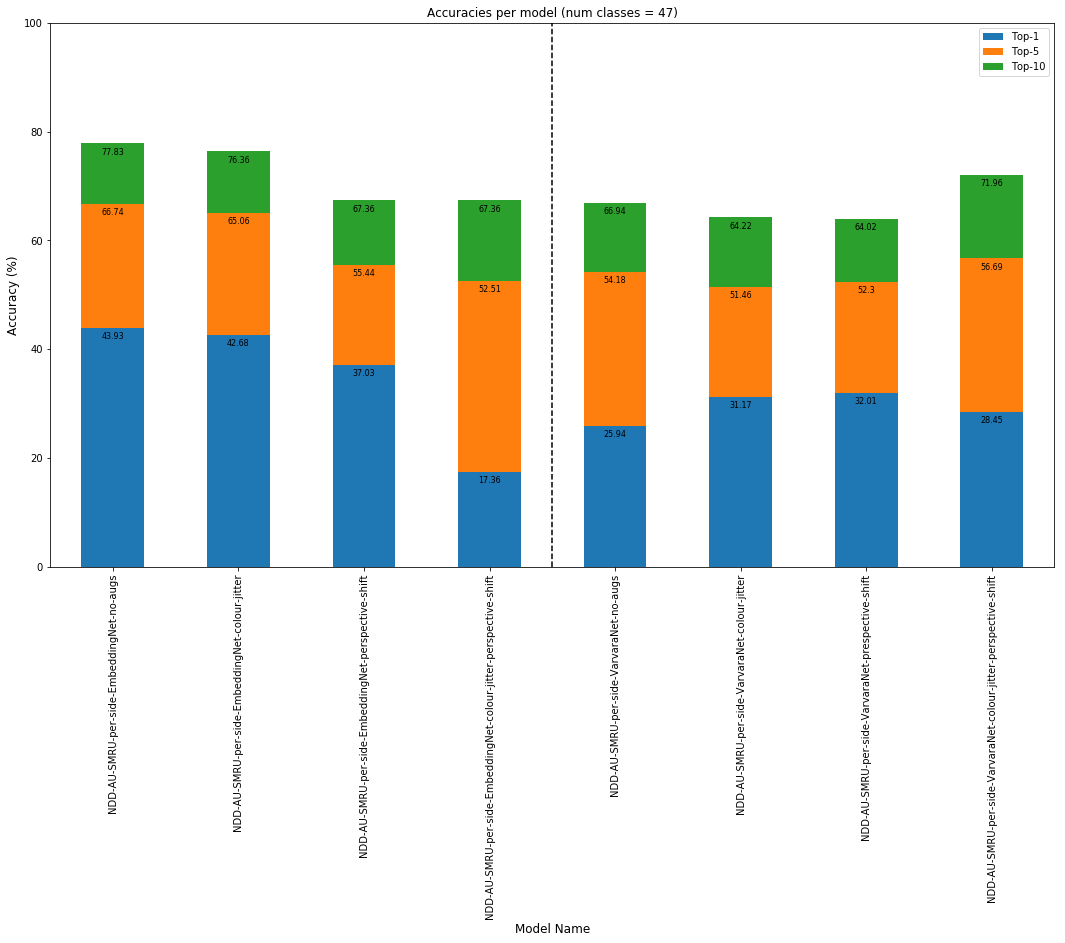 Accuracies per model (num classes = 47)
Top-1
Top-5
Top-10
Accuracy (%)
100
80
60
40
20
0
77.83
66.74
43.93
76.36
65.06
42.68
67.36
55.44
37.03
67.36
52.51
17.36
66.94
54.18
25.94
64.22
51.46
31.17
64.02
52.3
32.01
71.96
56.69
28.45
NDD-AU-SMRU-per-side-EmbeddingNet-no-augs
NDD-AU-SMRU-per-side-EmbeddingNet-colour-jitter
NDD-AU-SMRU-per-side-EmbeddingNet-perspective-shift
NDD-AU-SMRU-per-side-EmbeddingNet-colour-jitter-perspective-shift
NDD-AU-SMRU-per-side-VarvaraNet-no-augs
NDD-AU-SMRU-per-side-VarvaraNet-colour-jitter
NDD-AU-SMRU-per-side-VarvaraNet-prespective-shift
NDD-AU-SMRU-per-side-VarvaraNet-colour-jitter-perspective-shift
Model Name